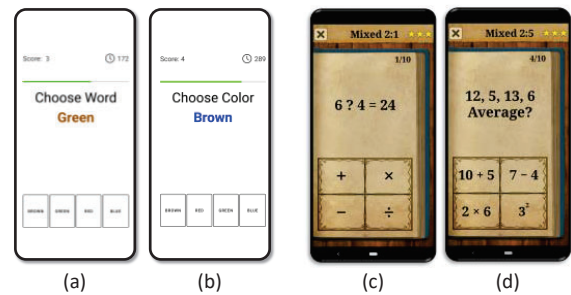 Score: 3 172
Choose Word
Green
BROWN GREEN RED BLUE
(a)
Score: 4 289
Choose Color
Brown
BROWN RED GREEN BLUE
(b)
Mixed 2:1
1/10
6 ? 4 = 24
+ ×
− ÷
(c)
Mixed 2:5
4/10
12, 5, 13, 6
Average?
10 + 5 7 − 4
2 × 6 3²
(d)